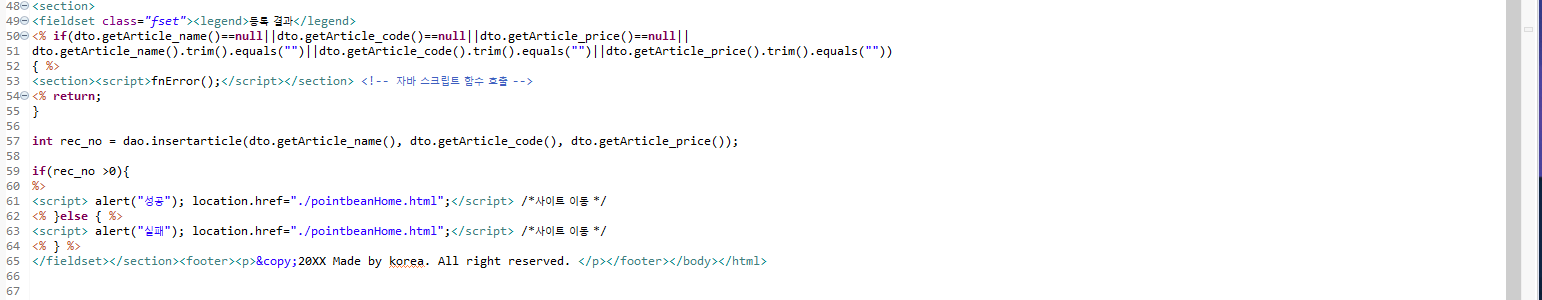 48 <section>
49 <fieldset class="fset"><legend>등록 결과</legend>
50 <% if(dto.getArticle_name()==null||dto.getArticle_code()==null||dto.getArticle_price()==null||
51 dto.getArticle_name().trim().equals("")||dto.getArticle_code().trim().equals("")||dto.getArticle_price().trim().equals(""))
52 { %>
53 <section><script>fnError();</script></section> <!-- 자바 스크립트 함수 호출 -->
54 <% return;
55 }
56
57 int rec_no = dao.insertarticle(dto.getArticle_name(), dto.getArticle_code(), dto.getArticle_price());
58
59 if(rec_no >0){
60 %>
61 <script> alert("성공"); location.href="./pointbeanHome.html";</script> /*사이트 이동 */
62 <% }else { %>
63 <script> alert("실패"); location.href="./pointbeanHome.html";</script> /*사이트 이동 */
64 <% } %>
65 </fieldset></section><footer><p>&copy;20XX Made by korea. All right reserved. </p></footer></body></html>
66
67